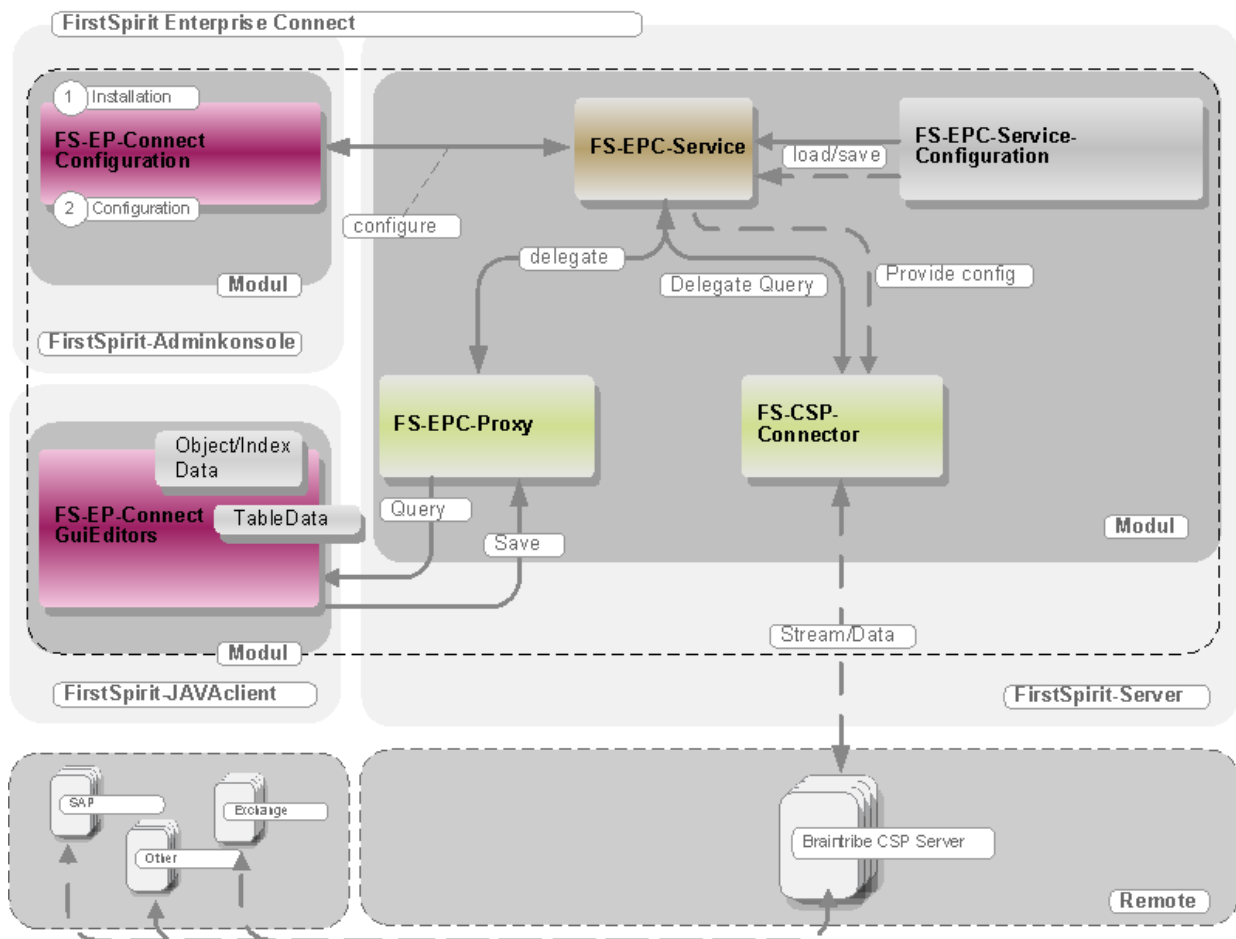 FirstSpirit Enterprise Connect
1 Installation
FS-EP-Connect
Configuration
2 Configuration
Modul
FirstSpirit-Adminkonsole
configure
FS-EPC-Service
load/save
FS-EPC-Service-
Configuration
delegate
Delegate Query
Provide config
FS-EPC-Proxy
FS-CSP-
Connector
Object/Index
Data
FS-EP-Connect
GuiEditors
TableData
Query
Save
Modul
Stream/Data
Modul
FirstSpirit-JAVAclient
FirstSpirit-Server
SAP
Exchange
Other
Braintribe CSP Server
Remote